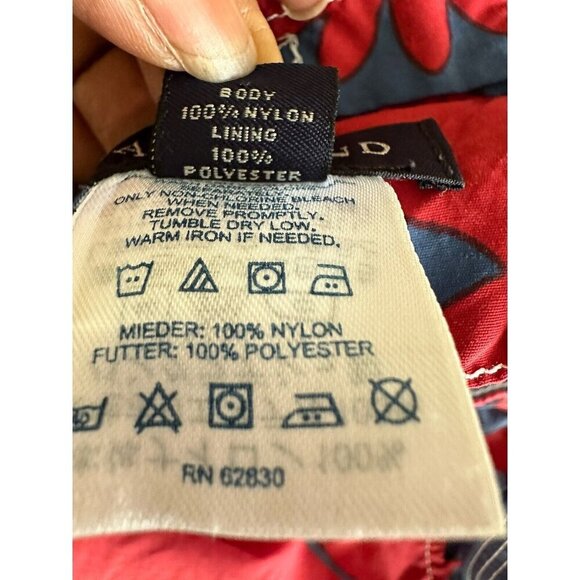 BODY
100% NYLON
LINING
100%
POLYESTER
L D
ONLY NON-CHLORINE BLEACH
WHEN NEEDED.
REMOVE PROMPTLY.
TUMBLE DRY LOW.
WARM IRON IF NEEDED.
MIEDER: 100% NYLON
FUTTER: 100% POLYESTER
RN 62830